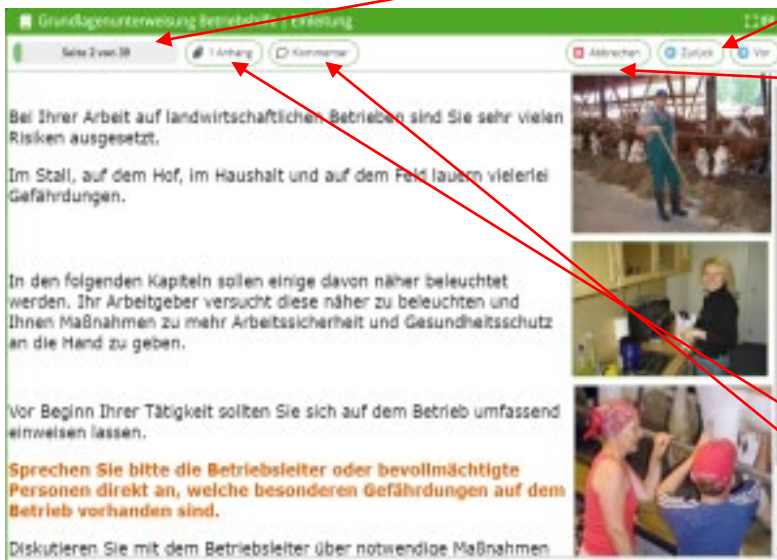 Grundlagenunterweisung Betriebshilfe | Einleitung
Seite 2 von 39
1 Anhang
Kommentar
Abbrechen
Zurück
Vor
Bei Ihrer Arbeit auf landwirtschaftlichen Betrieben sind Sie sehr vielen
Risiken ausgesetzt.
Im Stall, auf dem Hof, im Haushalt und auf dem Feld lauern vielerlei
Gefährdungen.
In den folgenden Kapiteln sollen einige davon näher beleuchtet
werden. Ihr Arbeitgeber versucht diese näher zu beleuchten und
Ihnen Maßnahmen zu mehr Arbeitssicherheit und Gesundheitsschutz
an die Hand zu geben.
Vor Beginn Ihrer Tätigkeit sollten Sie sich auf dem Betrieb umfassend
einweisen lassen.
Sprechen Sie bitte die Betriebsleiter oder bevollmächtigte
Personen direkt an, welche besonderen Gefährdungen auf dem
Betrieb vorhanden sind.
Diskutieren Sie mit dem Betriebsleiter über notwendige Maßnahmen